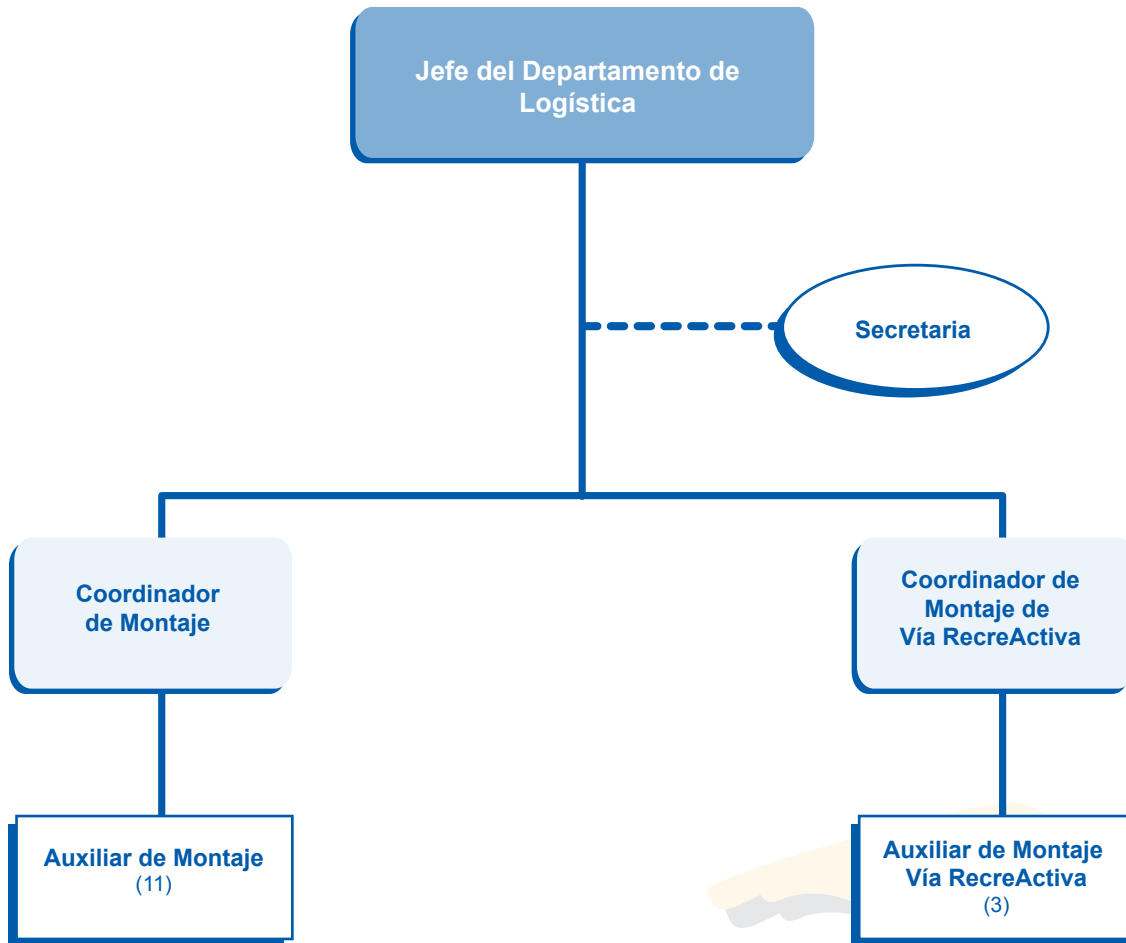 Jefe del Departamento de
Logística
Secretaria
Coordinador
de Montaje
Coordinador de
Montaje de
Vía RecreActiva
Auxiliar de Montaje
(11)
Auxiliar de Montaje
Vía RecreActiva
(3)